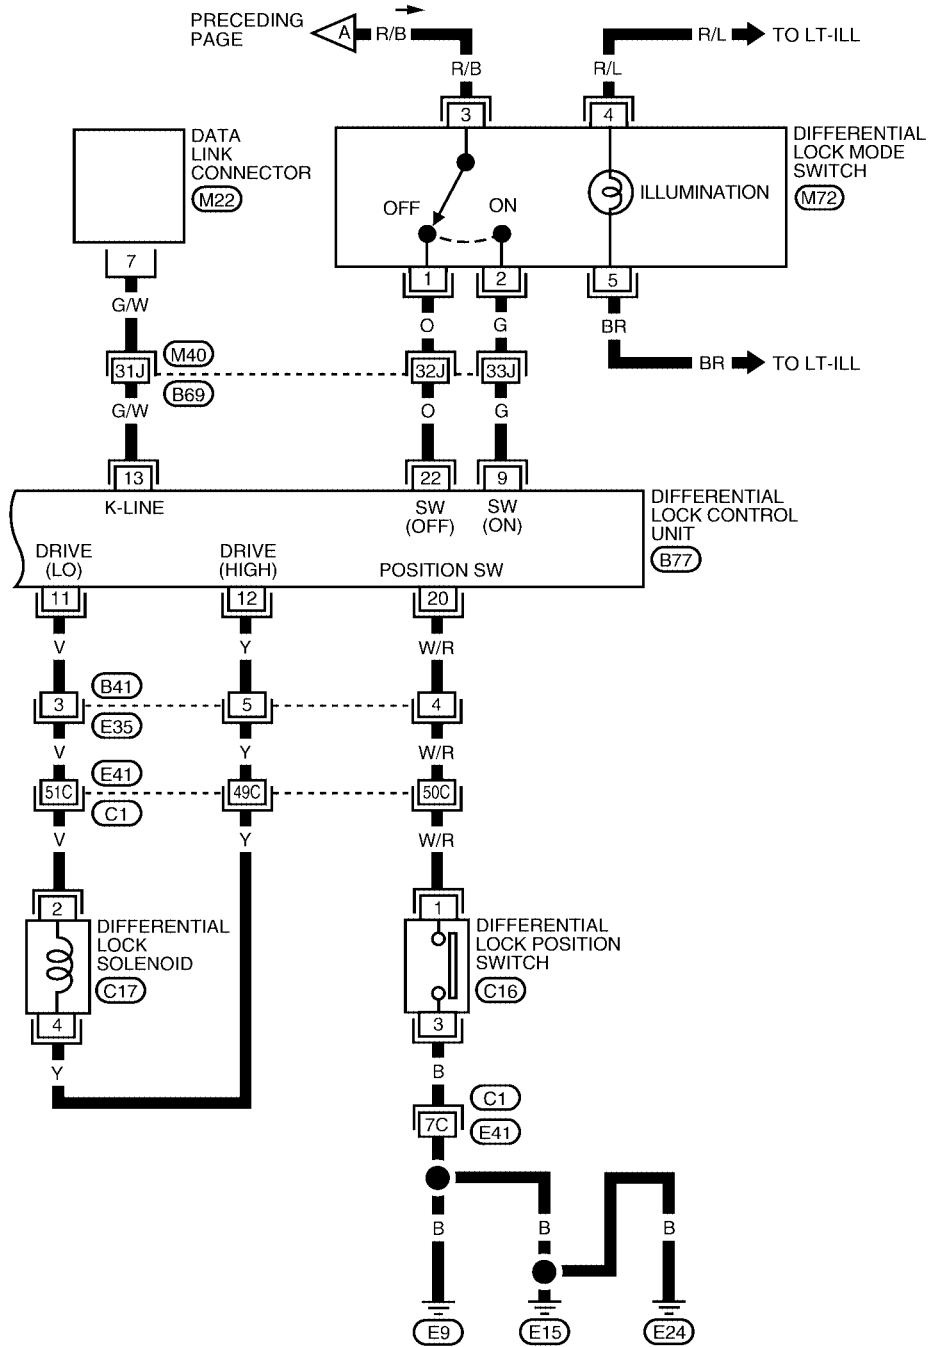 PRECEDING
PAGE
A
R/B
R/B
R/L
TO LT-ILL
R/L
3
4
DATA
LINK
CONNECTOR
M22
DIFFERENTIAL
LOCK MODE
SWITCH
M72
ILLUMINATION
OFF
ON
7
1
2
5
G/W
O
G
BR
31J
M40
B69
32J
33J
BR
TO LT-ILL
G/W
O
G
13
22
9
K-LINE
SW
(OFF)
SW
(ON)
DIFFERENTIAL
LOCK CONTROL
UNIT
B77
DRIVE
(LO)
DRIVE
(HIGH)
POSITION SW
11
12
20
V
Y
W/R
3
B41
E35
5
4
V
Y
W/R
51C
E41
C1
49C
50C
V
Y
W/R
2
1
DIFFERENTIAL
LOCK
SOLENOID
C17
DIFFERENTIAL
LOCK POSITION
SWITCH
C16
4
3
Y
B
7C
C1
E41
B
B
B
E9
E15
E24